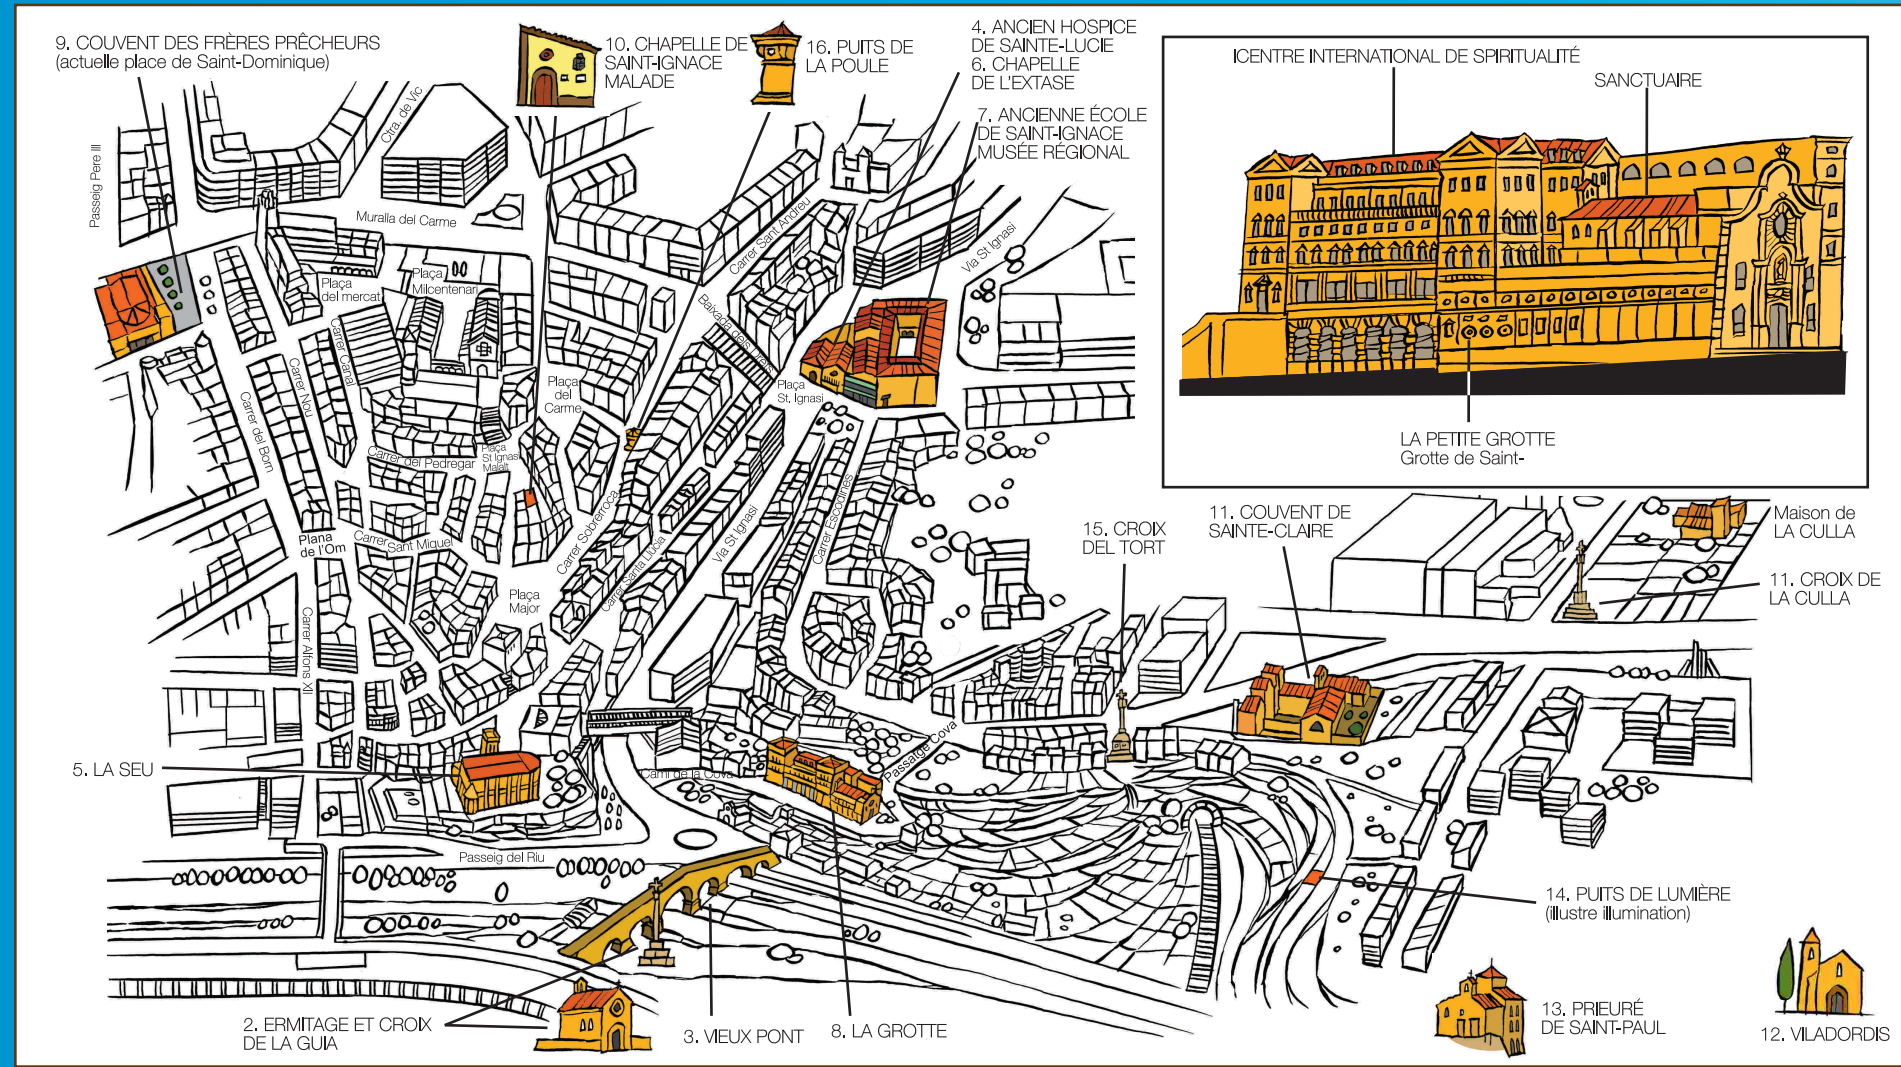 9. COUVENT DES FRÈRES PRÊCHEURS
(actuelle place de Saint-Dominique)
10. CHAPELLE DE
SAINT-IGNACE
MALADE
16. PUITS DE
LA POULE
4. ANCIEN HOSPICE
DE SAINTE-LUCIE
6. CHAPELLE
DE L'EXTASE
7. ANCIENNE ÉCOLE
DE SAINT-IGNACE
MUSÉE RÉGIONAL
ICENTRE INTERNATIONAL DE SPIRITUALITÉ
SANCTUAIRE
LA PETITE GROTTE
Grotte de Saint-
Passeig Pere III
Ctra. de Vic
Muralla del Carme
Carrer Sant Andreu
Via St Ignasi
Plaça
del mercat
Plaça
Milcentenari
Baixada dels Drets
Carrer Canal
Carrer Nou
Carrer del Born
Plaça
del
Carme
Plaça
St. Ignasi
Carrer del Pedregar
Plaça
St Ignasi
Malalt
Plana
de l'Om
Carrer Sant Miquel
Carrer Sobrerroca
Carrer Santa Llúcia
Via St Ignasi
Carrer Escodines
Plaça
Major
Carrer Alfons XII
15. CROIX
DEL TORT
11. COUVENT DE
SAINTE-CLAIRE
Maison de
LA CULLA
11. CROIX DE
LA CULLA
5. LA SEU
Camí de la Cova
Passatge Cova
Passeig del Riu
14. PUITS DE LUMIÈRE
(illustre illumination)
2. ERMITAGE ET CROIX
DE LA GUIA
3. VIEUX PONT
8. LA GROTTE
13. PRIEURÉ
DE SAINT-PAUL
12. VILADORDIS